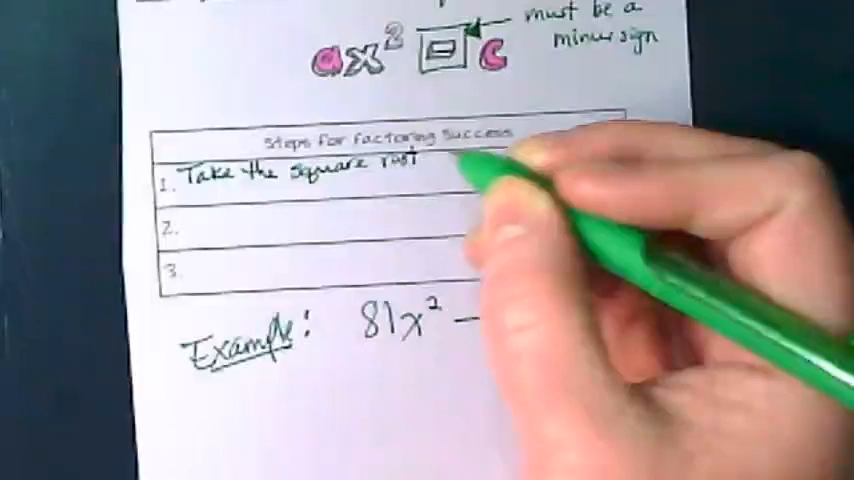 must be a
minus sign
ax² - c
Steps for factoring success
1. Take the square root
2.
3.
Example: 81x² -